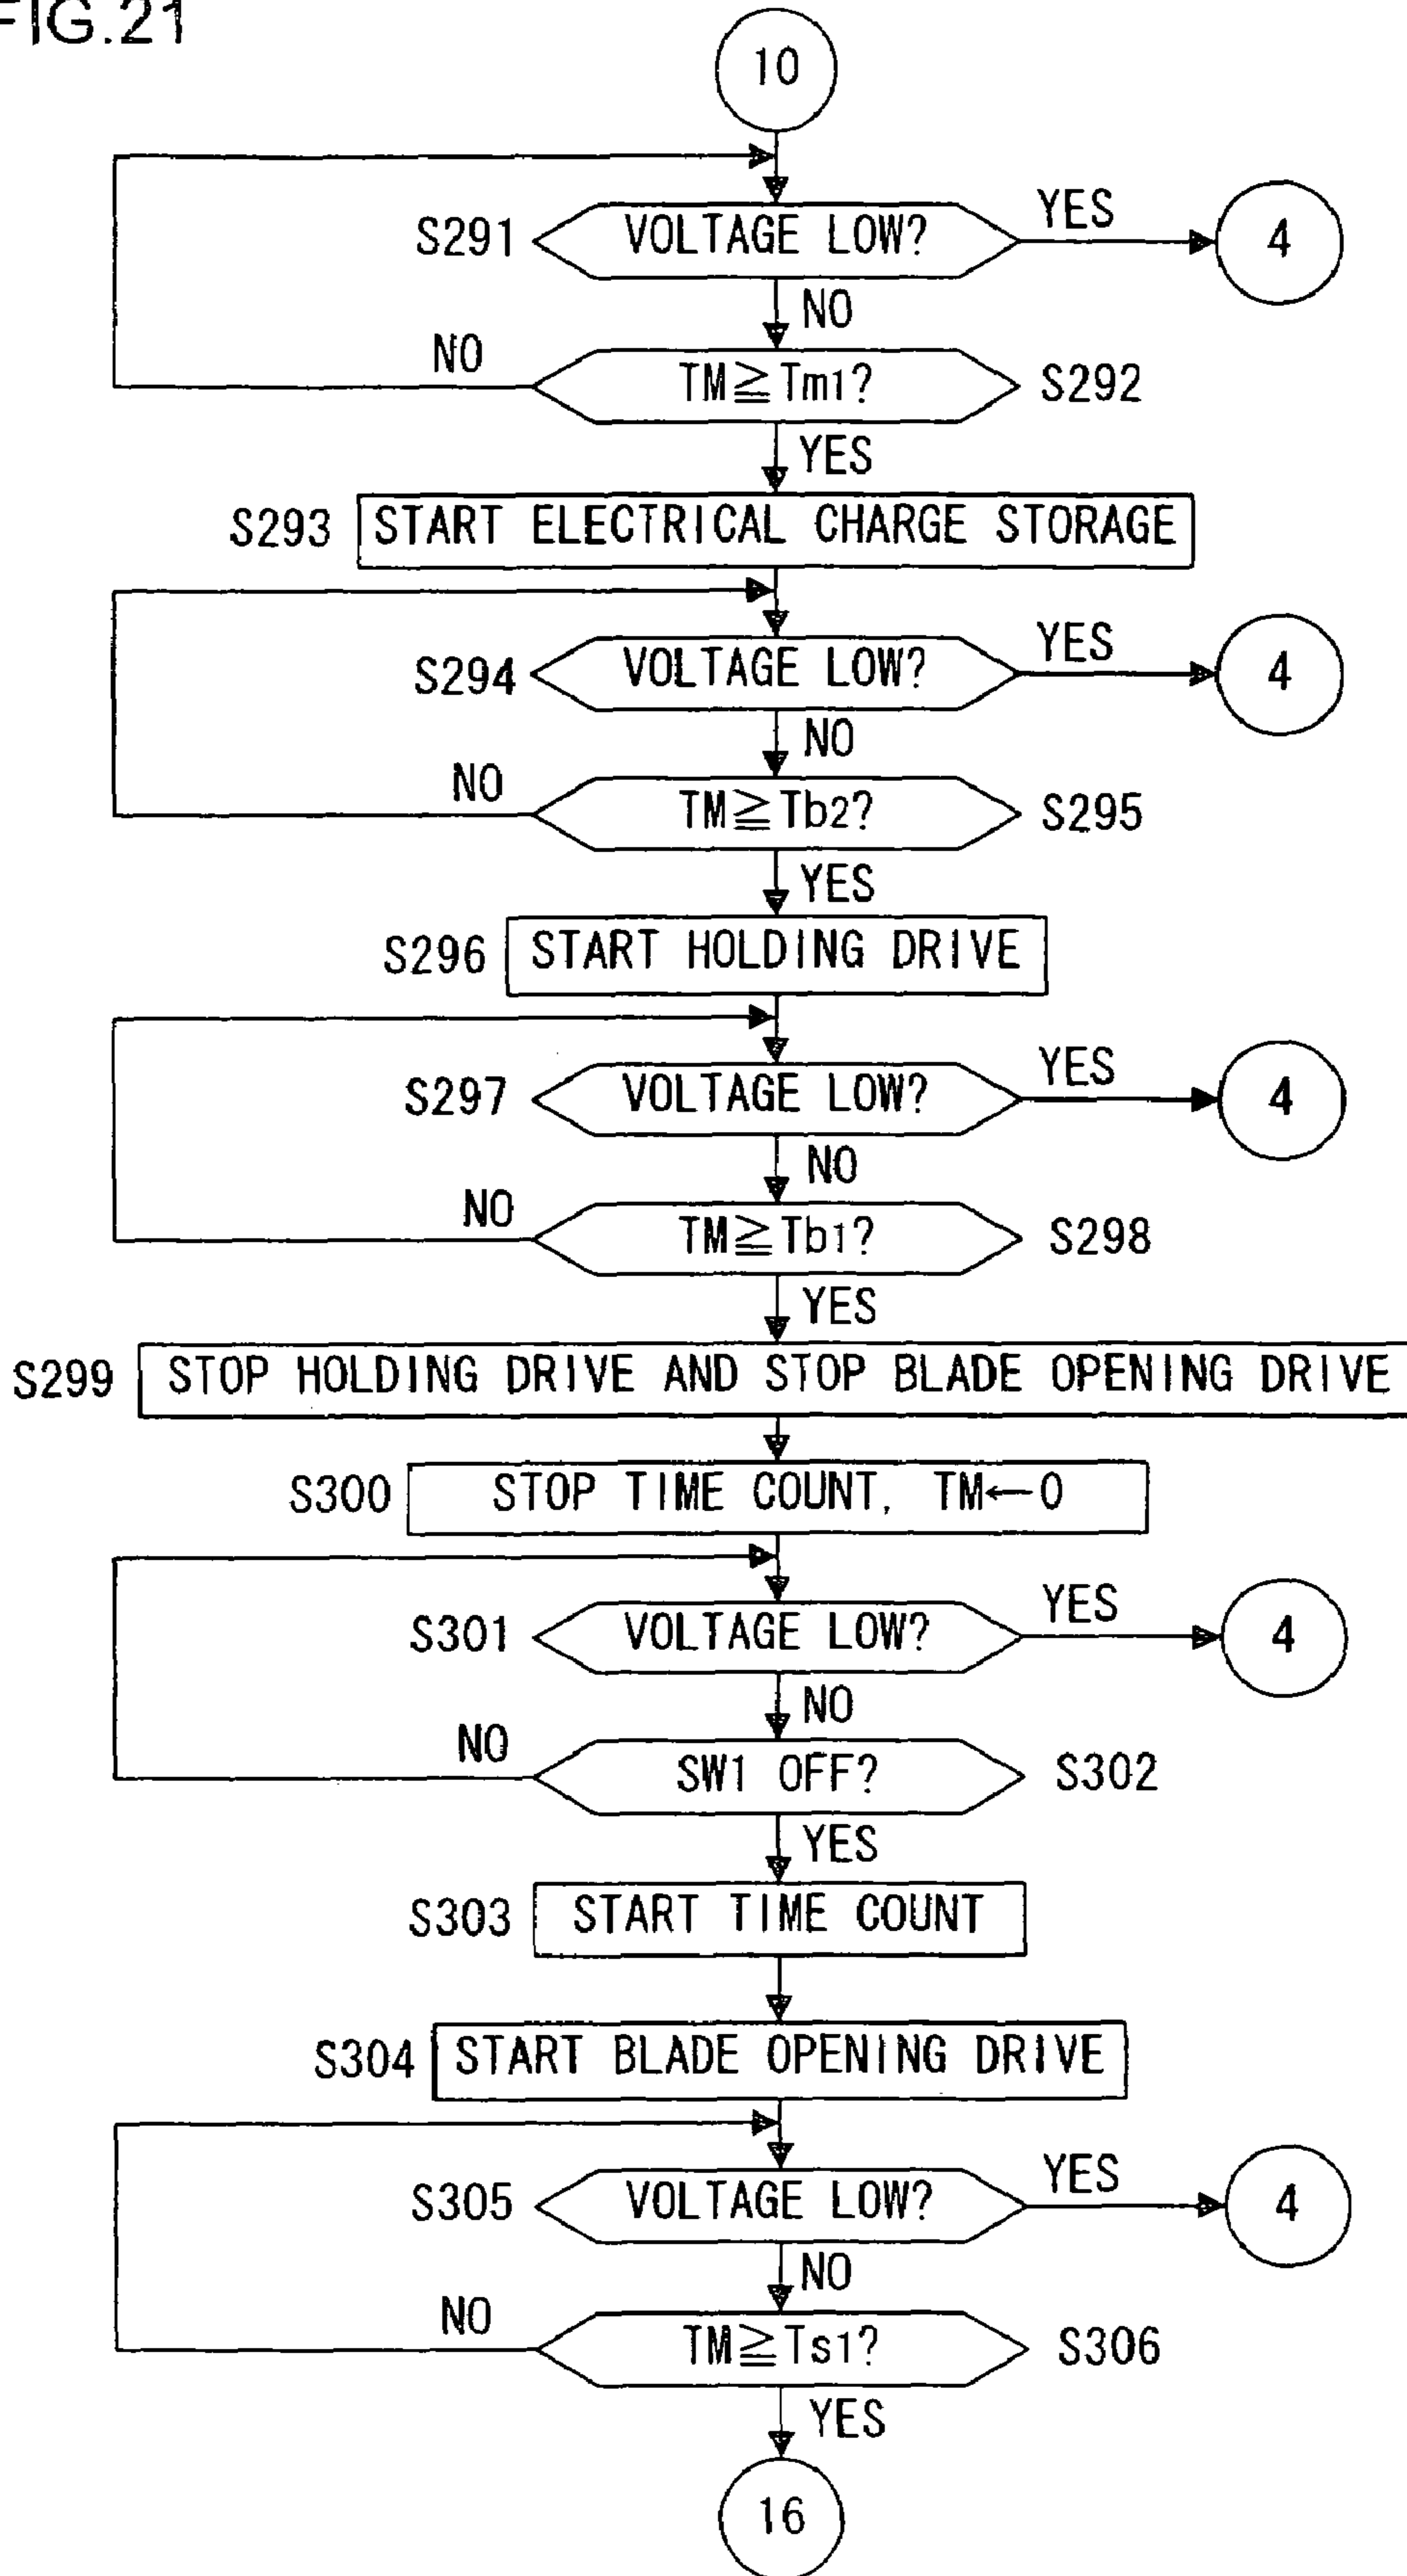 FIG.21
10
S291 VOLTAGE LOW? YES 4
NO
NO TM≧Tm1? S292
YES
S293 START ELECTRICAL CHARGE STORAGE
S294 VOLTAGE LOW? YES 4
NO
NO TM≧Tb2? S295
YES
S296 START HOLDING DRIVE
S297 VOLTAGE LOW? YES 4
NO
NO TM≧Tb1? S298
YES
S299 STOP HOLDING DRIVE AND STOP BLADE OPENING DRIVE
S300 STOP TIME COUNT, TM←0
S301 VOLTAGE LOW? YES 4
NO
NO SW1 OFF? S302
YES
S303 START TIME COUNT
S304 START BLADE OPENING DRIVE
S305 VOLTAGE LOW? YES 4
NO
NO TM≧Ts1? S306
YES
16